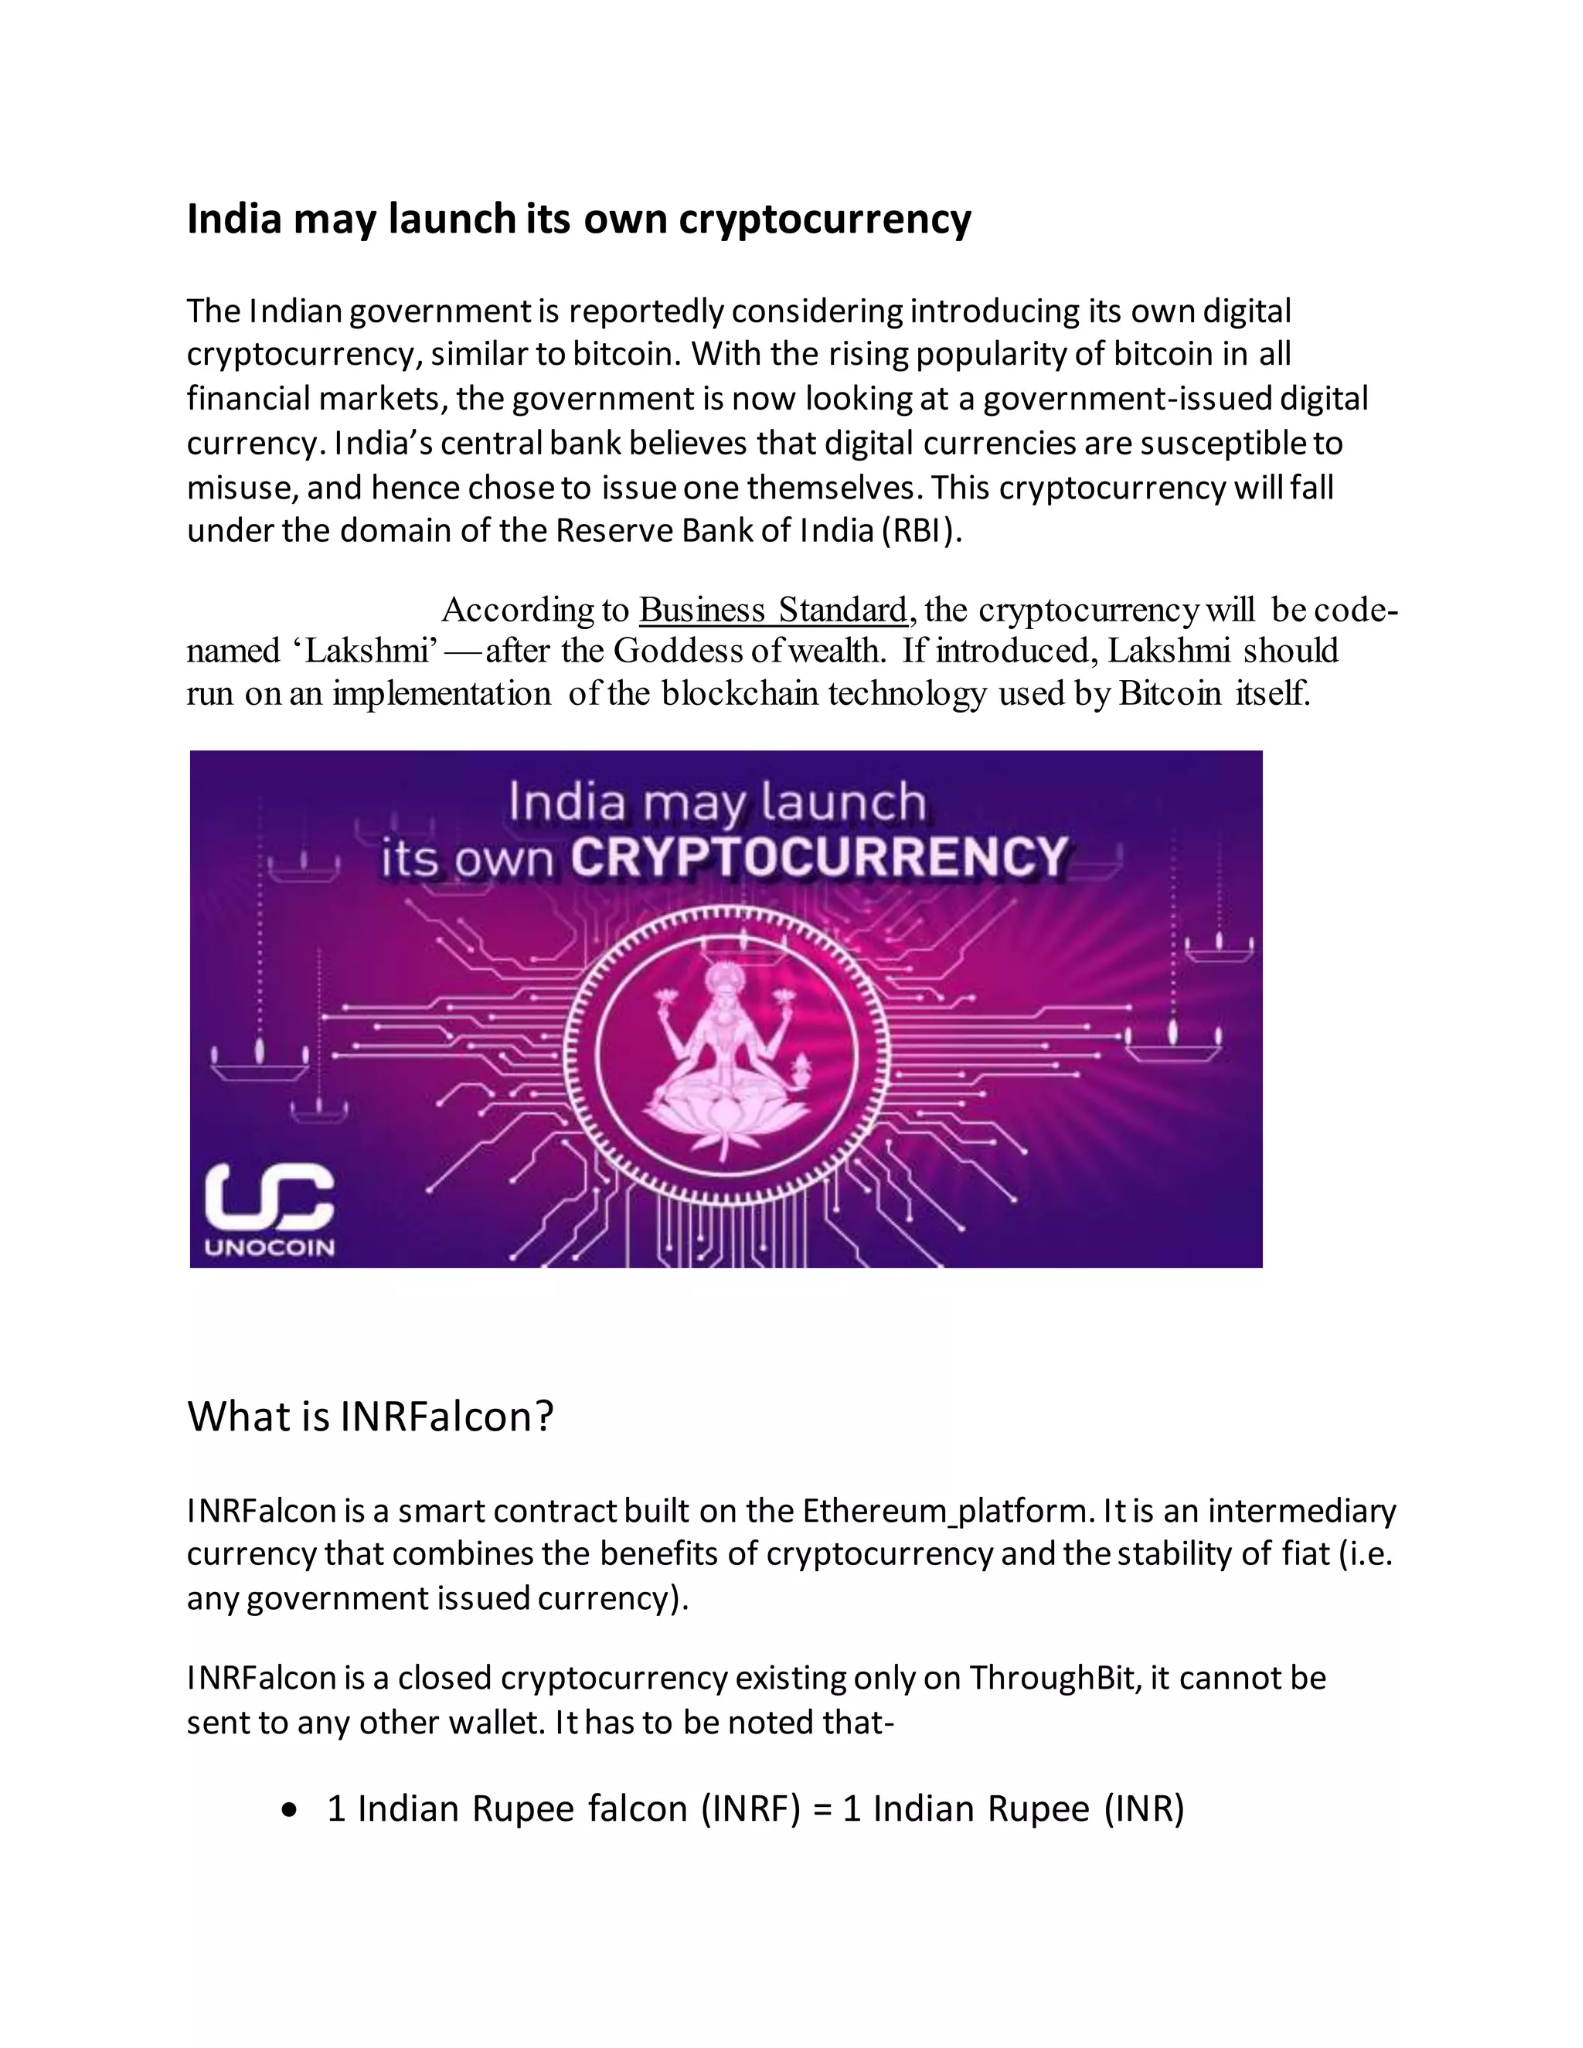 India may launch its own cryptocurrency
The Indian government is reportedly considering introducing its own digital
cryptocurrency, similar to bitcoin. With the rising popularity of bitcoin in all
financial markets, the government is now looking at a government-issued digital
currency. India’s central bank believes that digital currencies are susceptible to
misuse, and hence chose to issue one themselves. This cryptocurrency will fall
under the domain of the Reserve Bank of India (RBI).
According to Business Standard, the cryptocurrency will be code-
named ‘Lakshmi’ — after the Goddess of wealth. If introduced, Lakshmi should
run on an implementation of the blockchain technology used by Bitcoin itself.
India may launch
its own CRYPTOCURRENCY
UC
UNOCOIN
What is INRFalcon?
INRFalcon is a smart contract built on the Ethereum platform. It is an intermediary
currency that combines the benefits of cryptocurrency and the stability of fiat (i.e.
any government issued currency).
INRFalcon is a closed cryptocurrency existing only on ThroughBit, it cannot be
sent to any other wallet. It has to be noted that-
• 1 Indian Rupee falcon (INRF) = 1 Indian Rupee (INR)